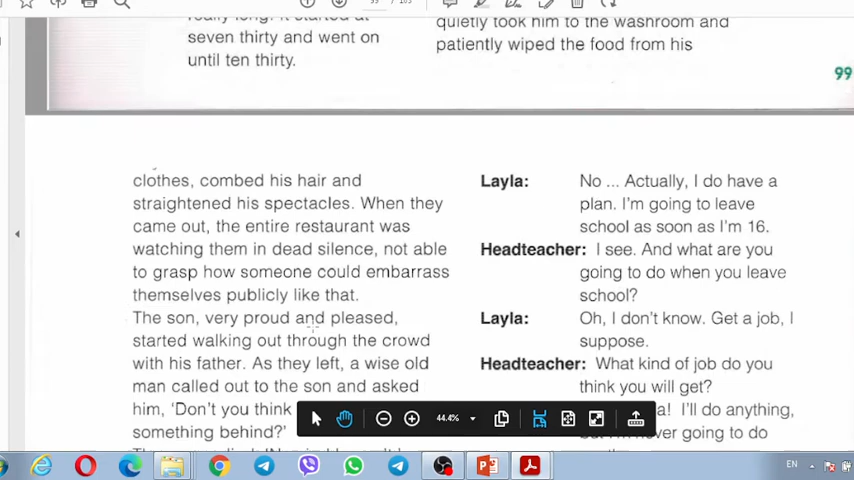 99 / 103
seven thirty and went on
until ten thirty.
quietly took him to the washroom and
patiently wiped the food from his
99
clothes, combed his hair and
straightened his spectacles. When they
came out, the entire restaurant was
watching them in dead silence, not able
to grasp how someone could embarrass
themselves publicly like that.
The son, very proud and pleased,
started walking out through the crowd
with his father. As they left, a wise old
man called out to the son and asked
him, 'Don't you think
something behind?'
Layla: No ... Actually, I do have a
plan. I'm going to leave
school as soon as I'm 16.
Headteacher: I see. And what are you
going to do when you leave
school?
Layla: Oh, I don't know. Get a job, I
suppose.
Headteacher: What kind of job do you
think you will get?
a! I'll do anything,
but I'm never going to do
44.4%
EN